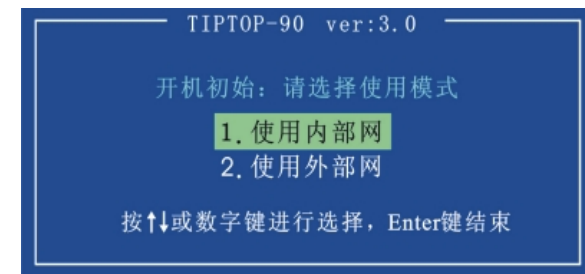 TIPTOP-90 ver:3.0
开机初始：请选择使用模式
1.使用内部网
2.使用外部网
按↑↓或数字键进行选择，Enter键结束